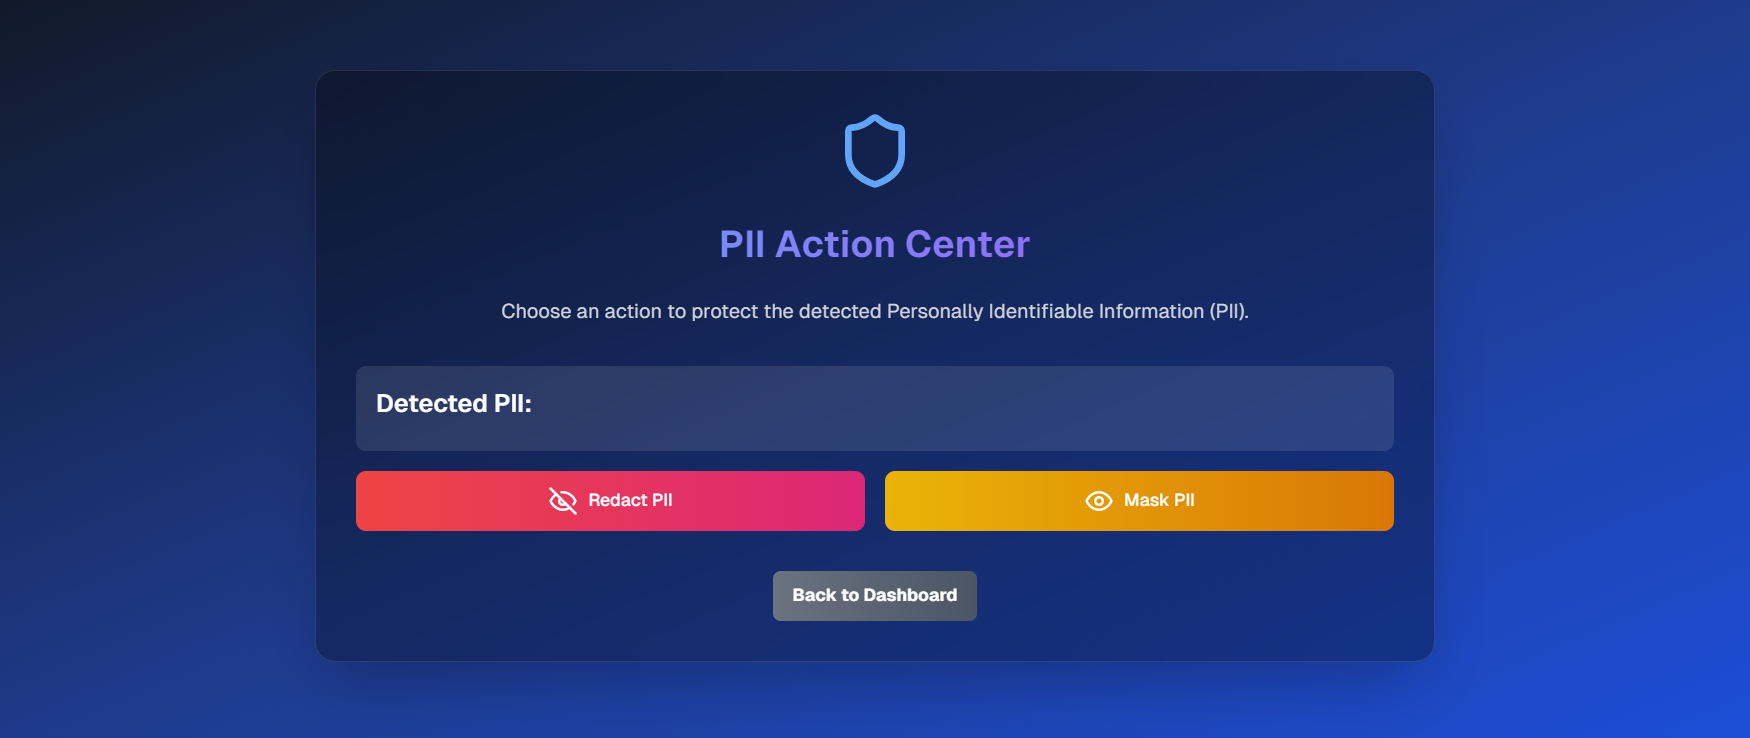 PII Action Center
Choose an action to protect the detected Personally Identifiable Information (PII).
Detected PII:
Redact PII
Mask PII
Back to Dashboard